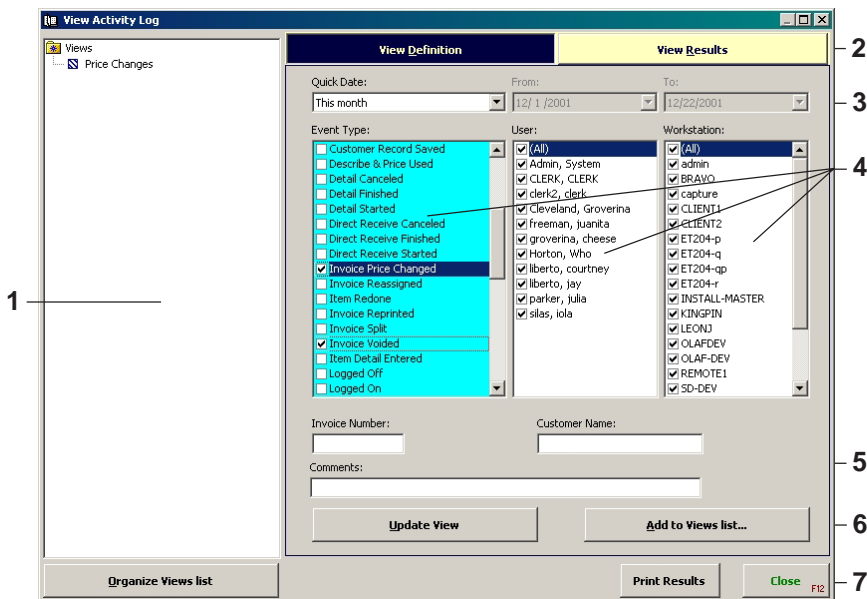 View Activity Log
Views
Price Changes
View Definition
View Results
2
Quick Date:
From:
To:
This month
12/ 1 /2001
12/22/2001
3
Event Type:
User:
Workstation:
Customer Record Saved
Describe & Price Used
Detail Canceled
Detail Finished
Detail Started
Direct Receive Canceled
Direct Receive Finished
Direct Receive Started
Invoice Price Changed
Invoice Reassigned
Item Redone
Invoice Reprinted
Invoice Split
Invoice Voided
Item Detail Entered
Logged Off
Logged On
(All)
Admin, System
CLERK, CLERK
clerk2, clerk
Cleveland, Groverina
freeman, juanita
groverina, cheese
Horton, Who
liberto, courtney
liberto, jay
parker, julia
silas, iola
(All)
admin
BRAVO
capture
CLIENT1
CLIENT2
ET204-p
ET204-q
ET204-qp
ET204-r
INSTALL-MASTER
KINGPIN
LEONJ
OLAFDEV
OLAF-DEV
REMOTE1
SD-DEV
4
1
Invoice Number:
Customer Name:
Comments:
5
Update View
Add to Views list...
6
Organize Views list
Print Results
Close F12
7